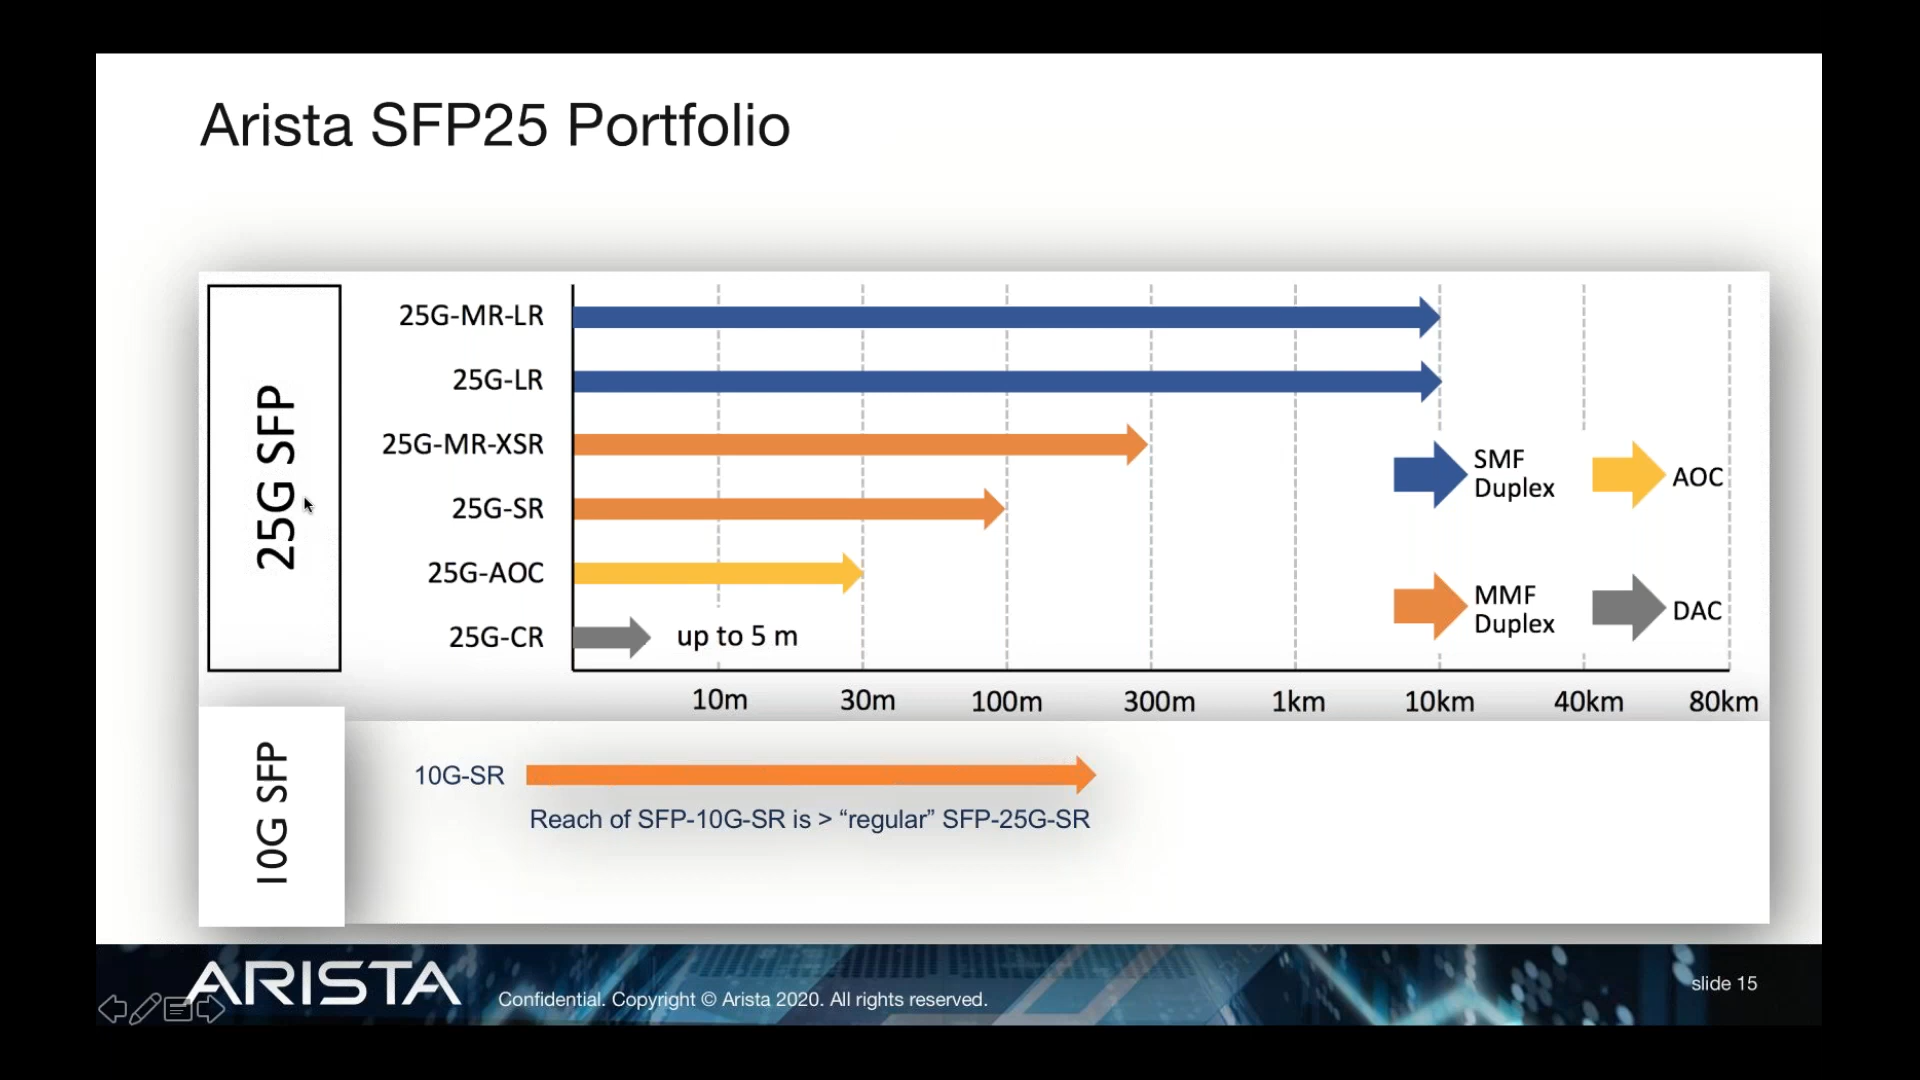 Arista SFP25 Portfolio
25G SFP
25G-MR-LR
25G-LR
25G-MR-XSR
25G-SR
25G-AOC
25G-CR
up to 5 m
SMF
Duplex
AOC
MMF
Duplex
DAC
10m 30m 100m 300m 1km 10km 40km 80km
10G SFP
10G-SR
Reach of SFP-10G-SR is > “regular” SFP-25G-SR
ARISTA
Confidential. Copyright © Arista 2020. All rights reserved.
slide 15